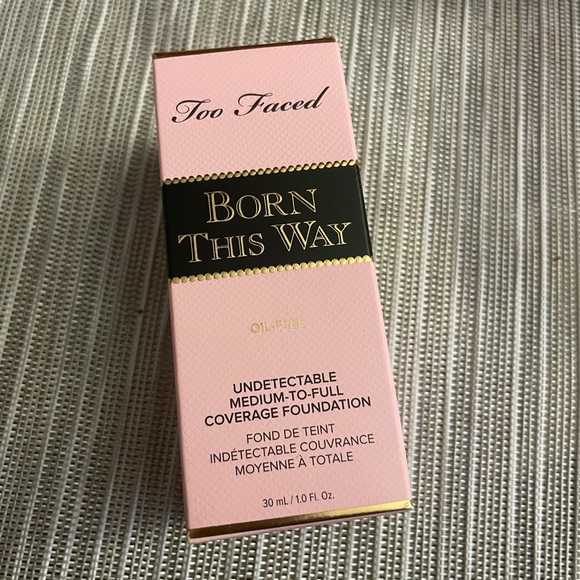 Too Faced
BORN
THIS WAY
OIL-FREE
UNDETECTABLE
MEDIUM-TO-FULL
COVERAGE FOUNDATION
FOND DE TEINT
INDÉTECTABLE COUVRANCE
MOYENNE À TOTALE
30 mL / 1.0 Fl. Oz.